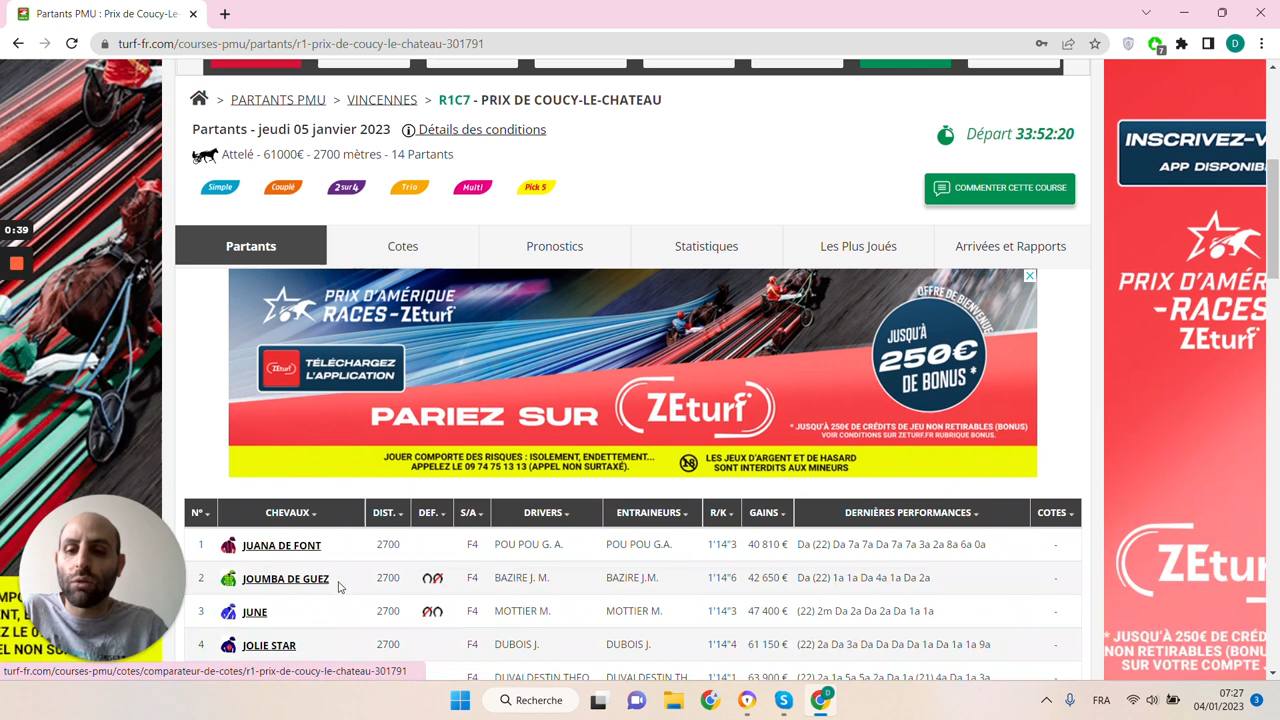 Partants PMU : Prix de Coucy-Le-
turf-fr.com/courses-pmu/partants/r1-prix-de-coucy-le-chateau-301791
7
D
> PARTANTS PMU > VINCENNES > R1C7 - PRIX DE COUCY-LE-CHATEAU
Partants - jeudi 05 janvier 2023 Détails des conditions
Départ 33:52:20
Attelé - 61000€ - 2700 mètres - 14 Partants
Simple Couplé 2 sur 4 Trio Multi Pick 5
COMMENTER CETTE COURSE
0:39
Partants Cotes Pronostics Statistiques Les Plus Joués Arrivées et Rapports
PRIX D'AMÉRIQUE
RACES-ZEturf
TÉLÉCHARGEZ
L'APPLICATION
OFFRE DE BIENVENUE
JUSQU'À
250€
DE BONUS *
PARIEZ SUR ZEturf
* JUSQU'À 250€ DE CRÉDITS DE JEU NON RETIRABLES (BONUS)
VOIR CONDITIONS SUR ZETURF.FR RUBRIQUE BONUS.
JOUER COMPORTE DES RISQUES : ISOLEMENT, ENDETTEMENT...
APPELEZ LE 09 74 75 13 13 (APPEL NON SURTAXÉ).
18
LES JEUX D'ARGENT ET DE HASARD
SONT INTERDITS AUX MINEURS
INSCRIVEZ-V
APP DISPONIB
PRIX D'AMÉRI
-RACES
ZEturf
ZEtu
* JUSQU'À 250€ DE CRÉD
NON RETIRABLES (BONUS)
SUR VOTRE COMPTE
N° CHEVAUX DIST. DEF. S/A DRIVERS ENTRAINEURS R/K GAINS DERNIÈRES PERFORMANCES COTES
1 JUANA DE FONT 2700 F4 POU POU G. A. POU POU G.A. 1'14"3 40 810 € Da (22) Da 7a 7a Da 7a 7a 3a 2a 8a 6a 0a -
2 JOUMBA DE GUEZ 2700 F4 BAZIRE J. M. BAZIRE J.M. 1'14"6 42 650 € Da (22) 1a 1a Da 4a 1a Da 2a -
3 JUNE 2700 F4 MOTTIER M. MOTTIER M. 1'14"3 47 400 € (22) 2m Da 2a Da 2a Da 1a 1a -
4 JOLIE STAR 2700 F4 DUBOIS J. DUBOIS J. 1'14"4 61 150 € (22) 2a Da 3a Da 1a Da 1a Da 1a 1a 9a -
turf-fr.com/courses-pmu/cotes/comparateur-de-cotes/r1-prix-de-coucy-le-chateau-301791
Recherche
FRA
07:27
04/01/2023
3